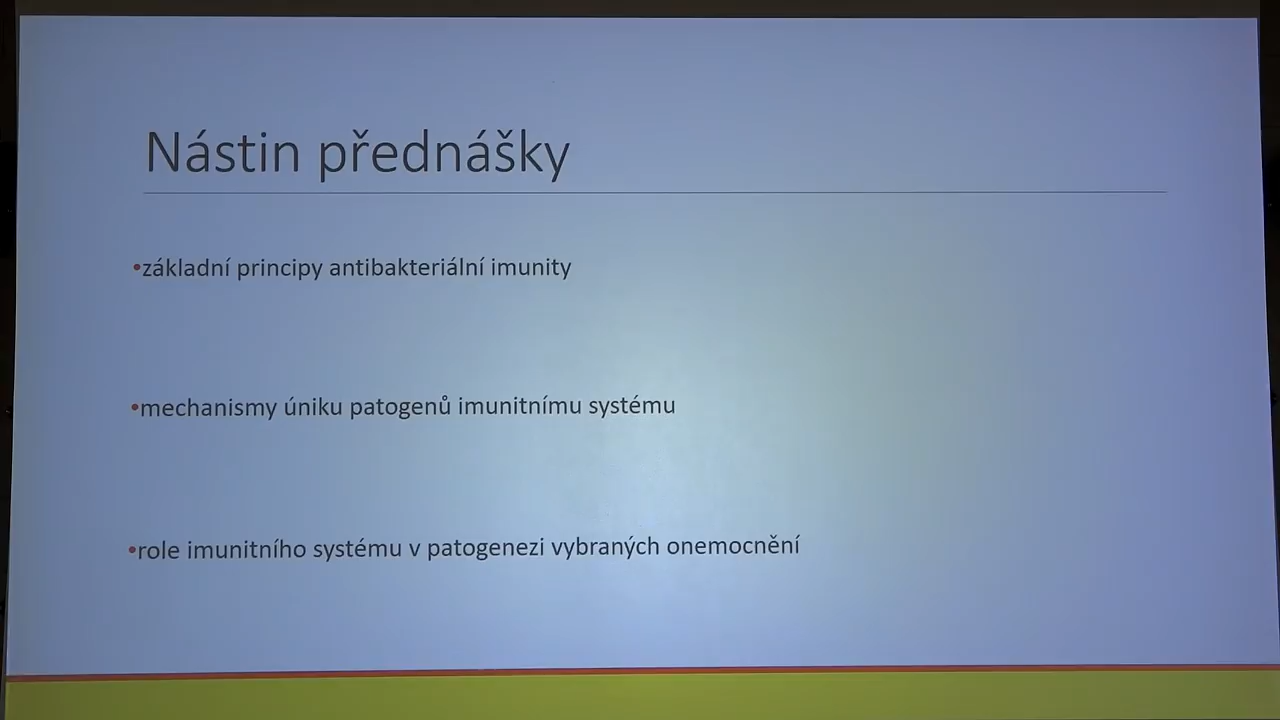 Nástin přednášky
•základní principy antibakteriální imunity
•mechanismy úniku patogenů imunitnímu systému
•role imunitního systému v patogenezi vybraných onemocnění